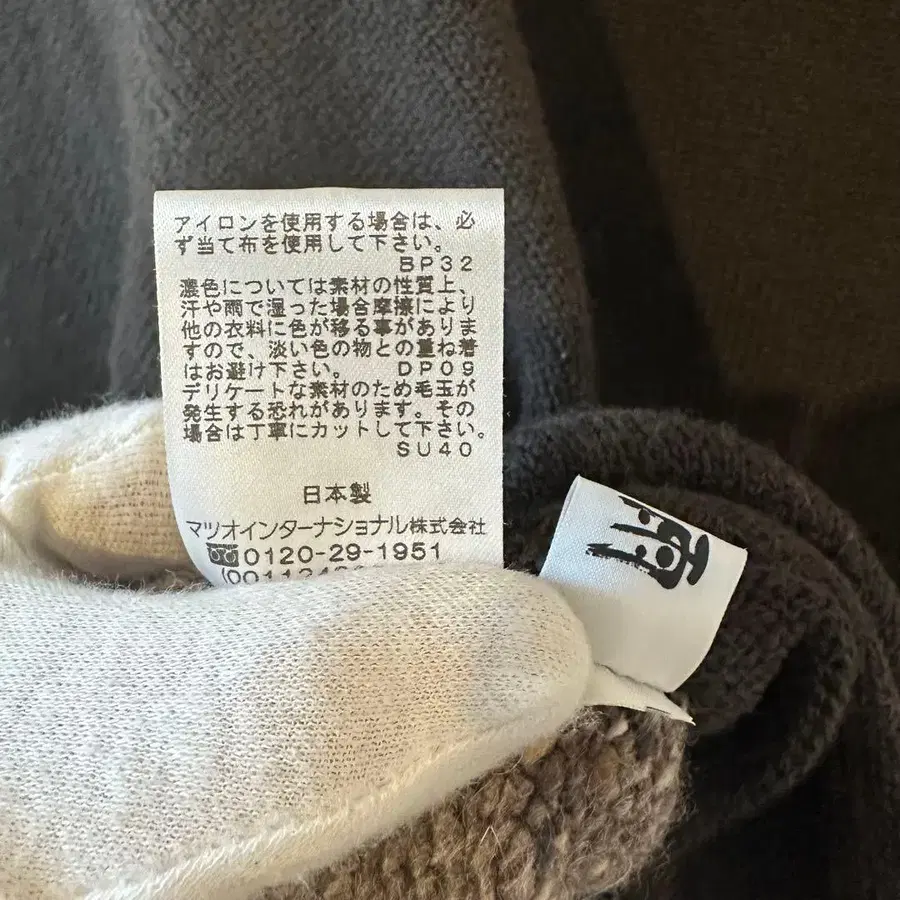 アイロンを使用する場合は、必
ず当て布を使用して下さい。
BP32
濃色については素材の性質上、
汗や雨で湿った場合摩擦により
他の衣料に色が移る事がありま
すので、淡い色の物との重ね着
はお避け下さい。 DP09
デリケートな素材のため毛玉が
発生する恐れがあります。その
場合は丁寧にカットして下さい。
SU40
日本製
マツオインターナショナル株式会社
0120-29-1951